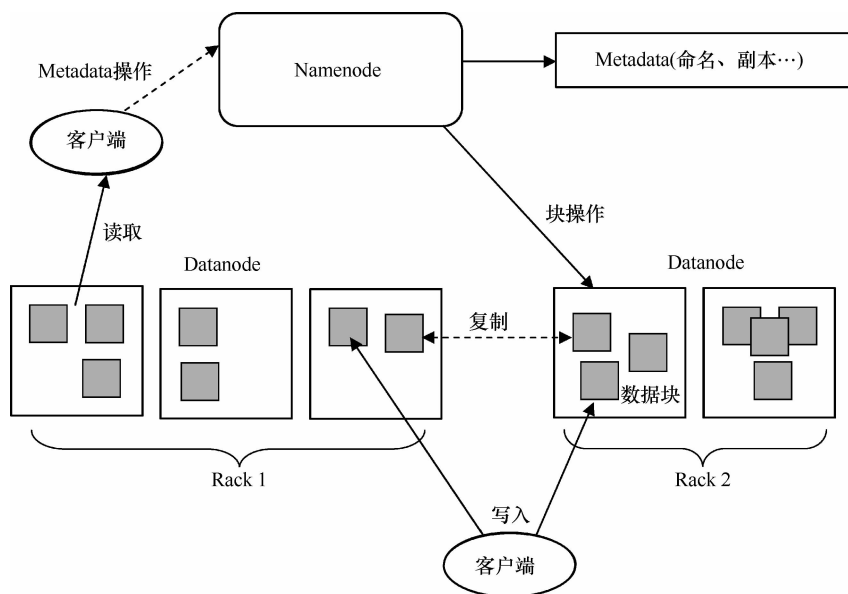 Metadata操作
Namenode
Metadata(命名、副本…)
客户端
读取
块操作
Datanode
Datanode
复制
数据块
Rack 1
Rack 2
写入
客户端